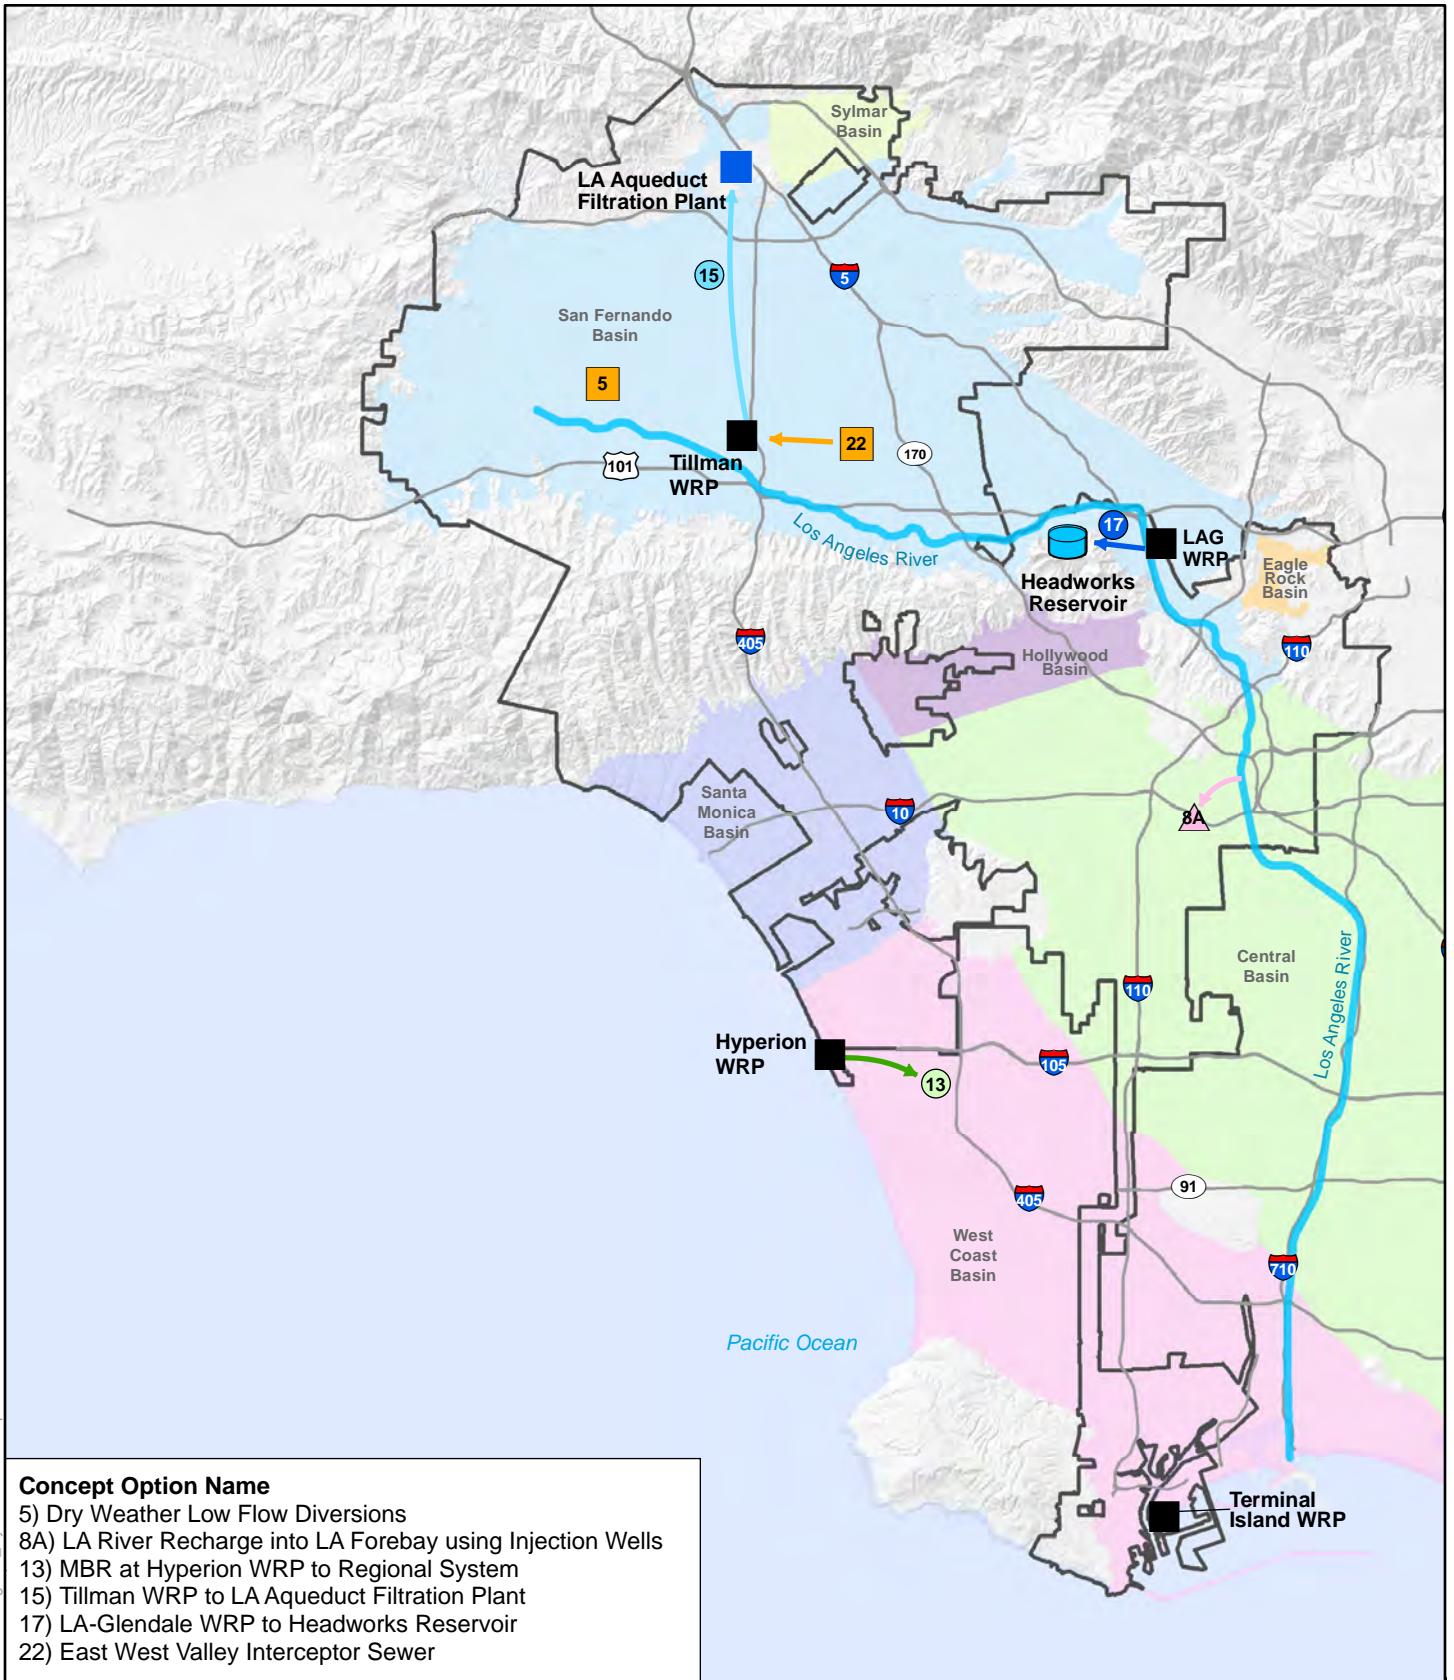 Sylmar
Basin
LA Aqueduct
Filtration Plant
15
5
San Fernando
Basin
5
22
170
101
Tillman
WRP
Los Angeles River
17
LAG
WRP
Headworks
Reservoir
Eagle
Rock
Basin
405
110
Hollywood
Basin
Santa
Monica
Basin
10
8A
Central
Basin
Los Angeles River
110
Hyperion
WRP
13
105
405
91
West
Coast
Basin
710
Pacific Ocean
Terminal
Island WRP
Concept Option Name
5) Dry Weather Low Flow Diversions
8A) LA River Recharge into LA Forebay using Injection Wells
13) MBR at Hyperion WRP to Regional System
15) Tillman WRP to LA Aqueduct Filtration Plant
17) LA-Glendale WRP to Headworks Reservoir
22) East West Valley Interceptor Sewer